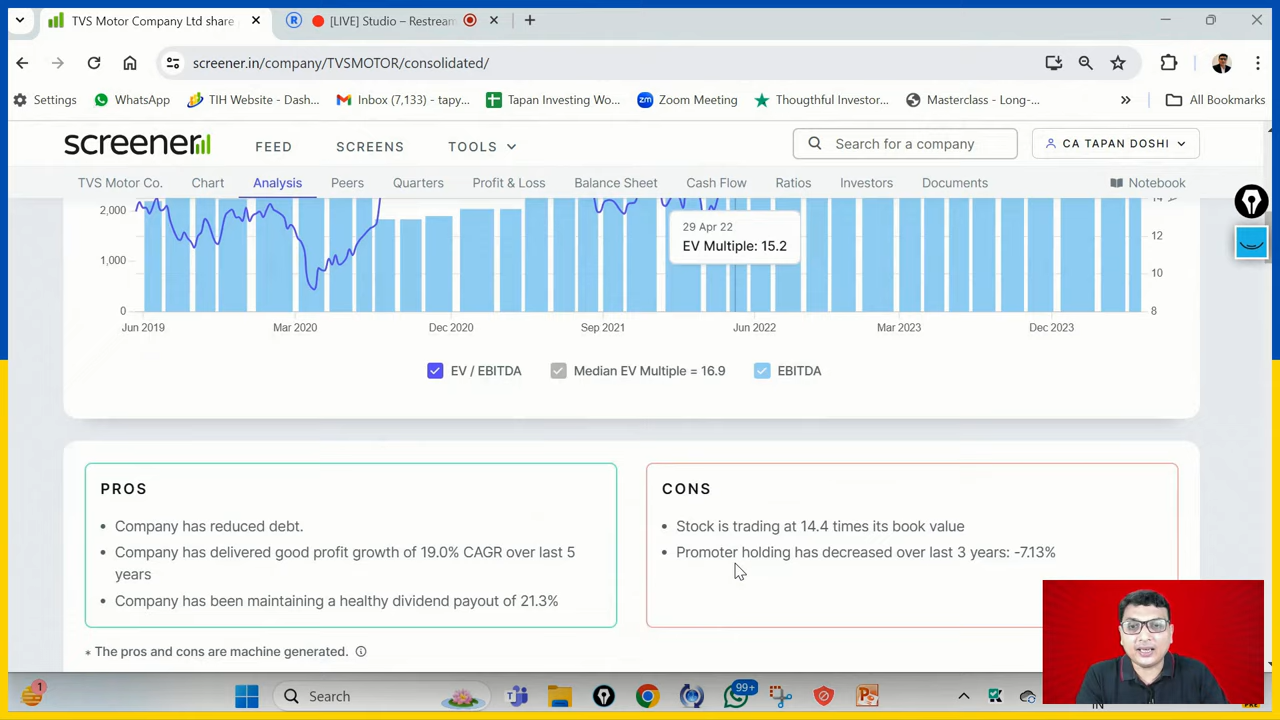 TVS Motor Company Ltd share
[LIVE] Studio – Restream
screener.in/company/TVSMOTOR/consolidated/
Settings
WhatsApp
TIH Website - Dash...
Inbox (7,133) - tapy...
Tapan Investing Wo...
Zoom Meeting
Thougthful Investor...
Masterclass - Long-...
All Bookmarks
screener
FEED
SCREENS
TOOLS
Search for a company
CA TAPAN DOSHI
TVS Motor Co.
Chart
Analysis
Peers
Quarters
Profit & Loss
Balance Sheet
Cash Flow
Ratios
Investors
Documents
Notebook
2,000
1,000
0
14
12
10
8
29 Apr 22
EV Multiple: 15.2
Jun 2019
Mar 2020
Dec 2020
Sep 2021
Jun 2022
Mar 2023
Dec 2023
EV / EBITDA
Median EV Multiple = 16.9
EBITDA
PROS
• Company has reduced debt.
• Company has delivered good profit growth of 19.0% CAGR over last 5
years
• Company has been maintaining a healthy dividend payout of 21.3%
CONS
• Stock is trading at 14.4 times its book value
• Promoter holding has decreased over last 3 years: -7.13%
* The pros and cons are machine generated.
1
Search
99+
IN
PRE